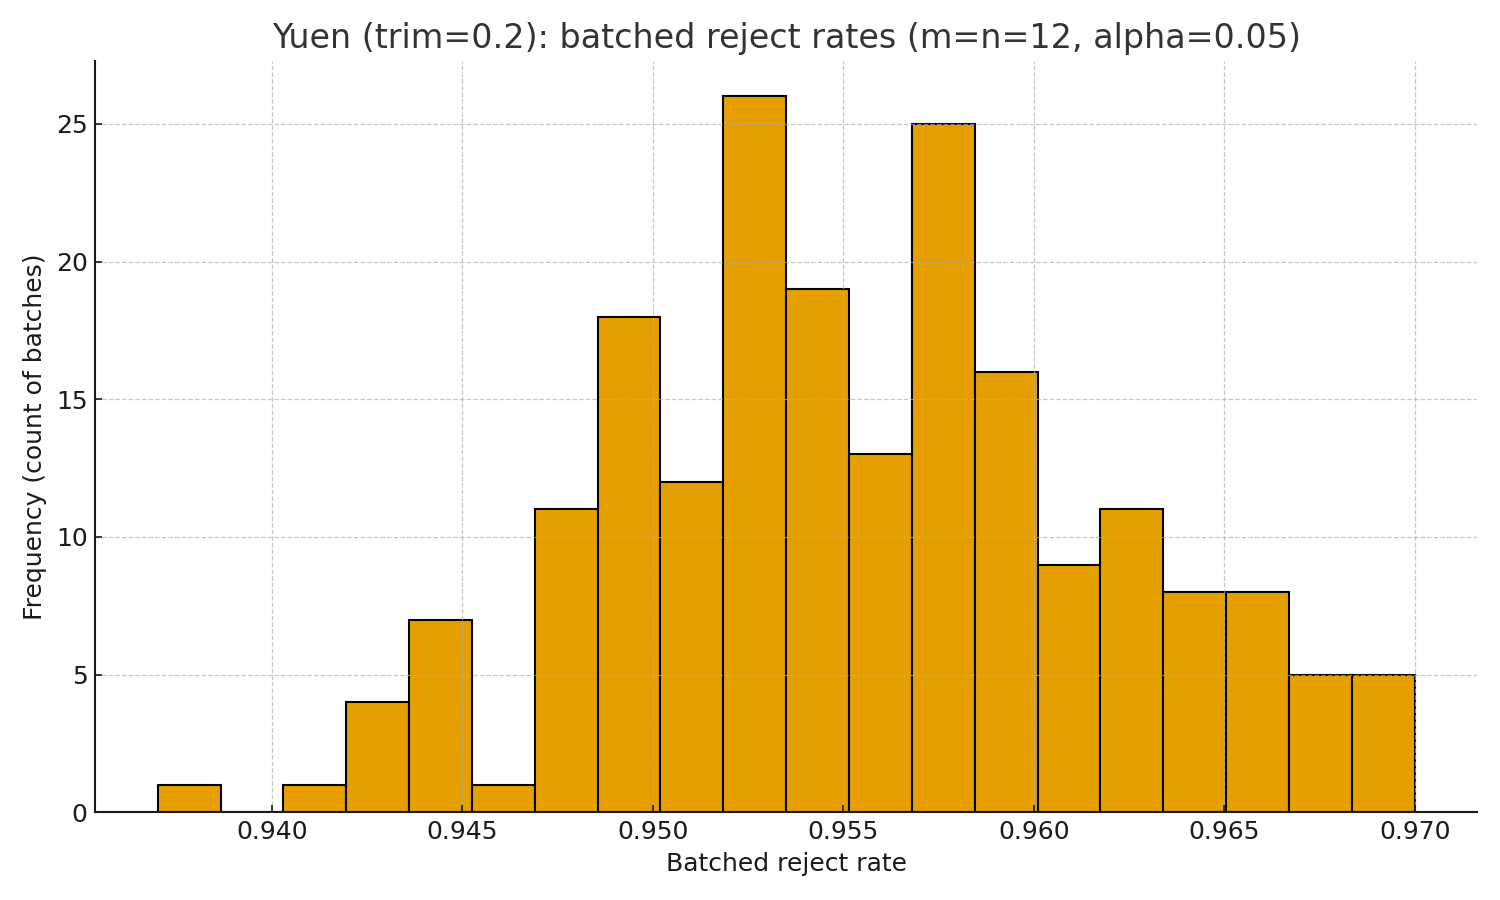 Yuen (trim=0.2): batched reject rates (m=n=12, alpha=0.05)
Frequency (count of batches)
25
20
15
10
5
0
0.940 0.945 0.950 0.955 0.960 0.965 0.970
Batched reject rate